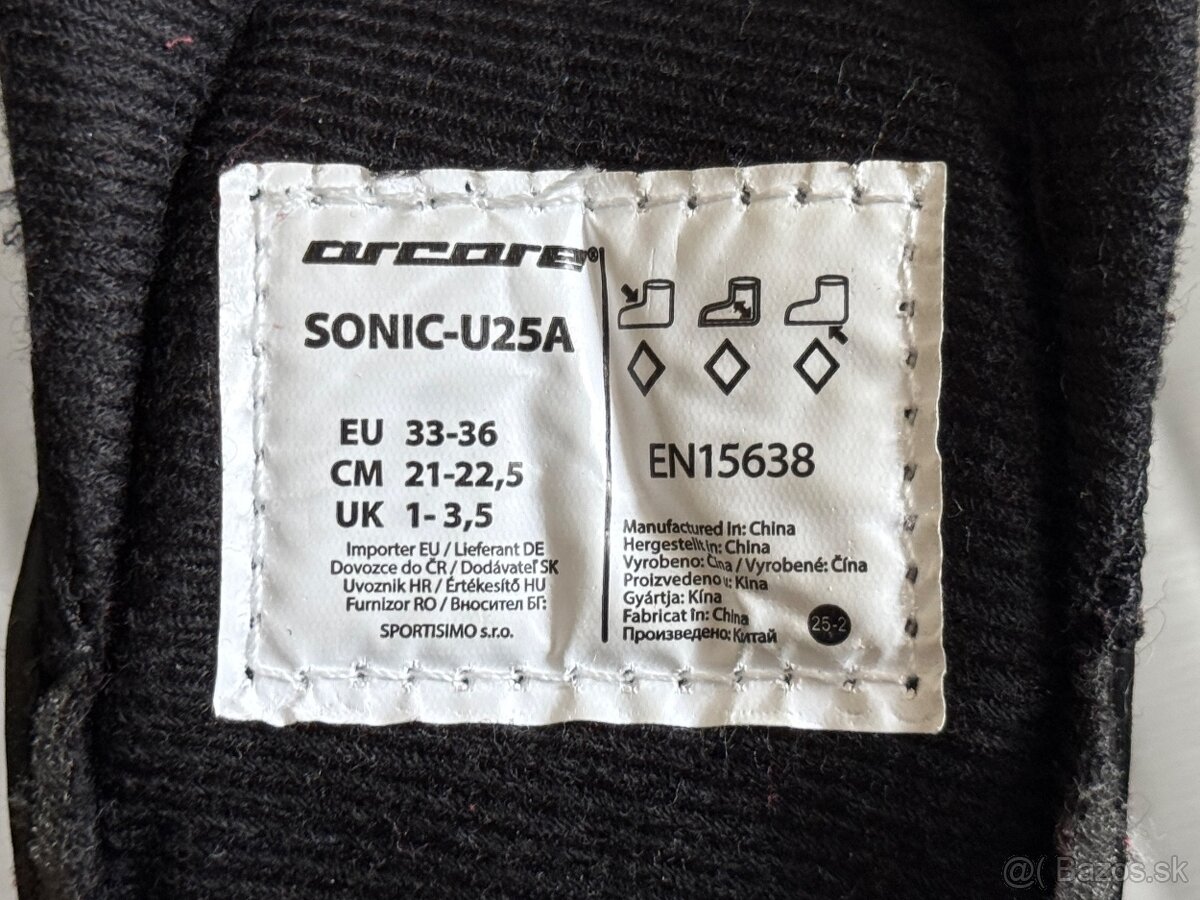 arcore®
SONIC-U25A
EU 33-36
CM 21-22,5
UK 1- 3,5
Importer EU / Lieferant DE
Dovozce do ČR / Dodávateľ SK
Uvoznik HR / Értékesítő HU
Furnizor RO / Вносител БГ:
SPORTISIMO s.r.o.
EN15638
Manufactured In: China
Hergestellt in: China
Vyrobeno: Čína / Vyrobené: Čína
Proizvedeno u: Kina
Gyártja: Kína
Fabricat în: China
Произведено: Китай
25-2
@( Bazos.sk